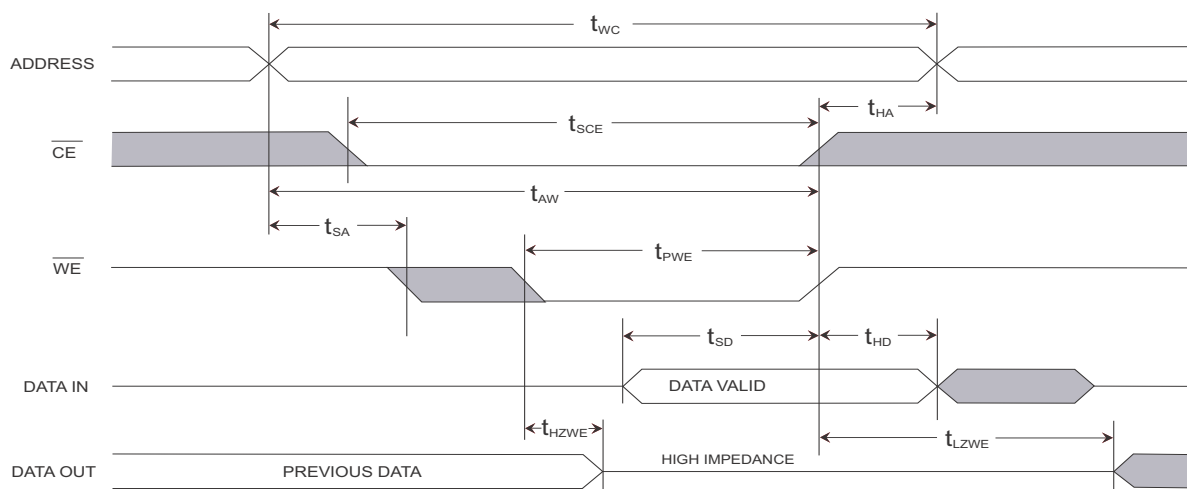 tWC
ADDRESS
tHA
tSCE
CE
tAW
tSA
tPWE
WE
tSD
tHD
DATA IN
DATA VALID
tHZWE
tLZWE
DATA OUT
PREVIOUS DATA
HIGH IMPEDANCE